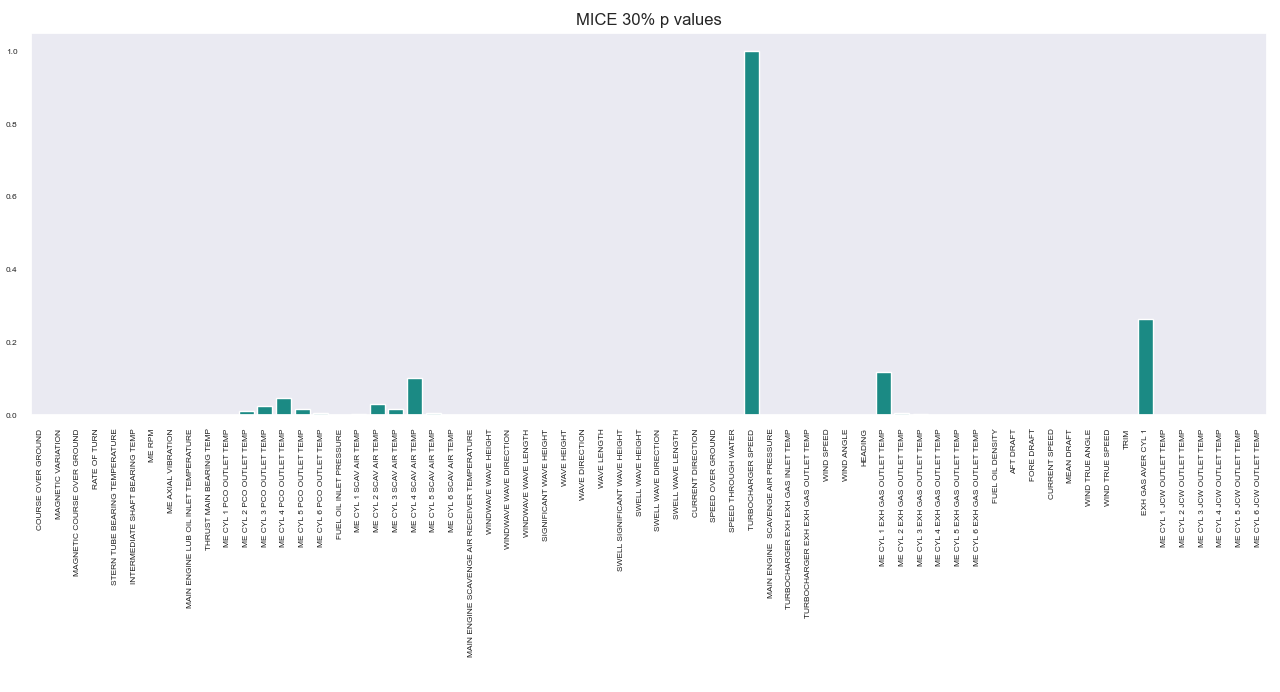 MICE 30% p values
1.0
0.8
0.6
0.4
0.2
0.0
COURSE OVER GROUND
MAGNETIC VARIATION
MAGNETIC COURSE OVER GROUND
RATE OF TURN
STERN TUBE BEARING TEMPERATURE
INTERMEDIATE SHAFT BEARING TEMP
ME RPM
ME AXIAL VIBRATION
MAIN ENGINE LUB OIL INLET TEMPERATURE
THRUST MAIN BEARING TEMP
ME CYL 1 PCO OUTLET TEMP
ME CYL 2 PCO OUTLET TEMP
ME CYL 3 PCO OUTLET TEMP
ME CYL 4 PCO OUTLET TEMP
ME CYL 5 PCO OUTLET TEMP
ME CYL 6 PCO OUTLET TEMP
FUEL OIL INLET PRESSURE
ME CYL 1 SCAV AIR TEMP
ME CYL 2 SCAV AIR TEMP
ME CYL 3 SCAV AIR TEMP
ME CYL 4 SCAV AIR TEMP
ME CYL 5 SCAV AIR TEMP
ME CYL 6 SCAV AIR TEMP
MAIN ENGINE SCAVENGE AIR RECEIVER TEMPERATURE
WINDWAVE WAVE HEIGHT
WINDWAVE WAVE DIRECTION
WINDWAVE WAVE LENGTH
SIGNIFICANT WAVE HEIGHT
WAVE HEIGHT
WAVE DIRECTION
WAVE LENGTH
SWELL SIGNIFICANT WAVE HEIGHT
SWELL WAVE HEIGHT
SWELL WAVE DIRECTION
SWELL WAVE LENGTH
CURRENT DIRECTION
SPEED OVER GROUND
SPEED THROUGH WATER
TURBOCHARGER SPEED
MAIN ENGINE  SCAVENGE AIR PRESSURE
TURBOCHARGER EXH EXH GAS INLET TEMP
TURBOCHARGER EXH EXH GAS OUTLET TEMP
WIND SPEED
WIND ANGLE
HEADING
ME CYL 1 EXH GAS OUTLET TEMP
ME CYL 2 EXH GAS OUTLET TEMP
ME CYL 3 EXH GAS OUTLET TEMP
ME CYL 4 EXH GAS OUTLET TEMP
ME CYL 5 EXH GAS OUTLET TEMP
ME CYL 6 EXH GAS OUTLET TEMP
FUEL OIL DENSITY
AFT DRAFT
FORE DRAFT
CURRENT SPEED
MEAN DRAFT
WIND TRUE ANGLE
WIND TRUE SPEED
TRIM
EXH GAS AVER CYL 1
ME CYL 1 JCW OUTLET TEMP
ME CYL 2 JCW OUTLET TEMP
ME CYL 3 JCW OUTLET TEMP
ME CYL 4 JCW OUTLET TEMP
ME CYL 5 JCW OUTLET TEMP
ME CYL 6 JCW OUTLET TEMP